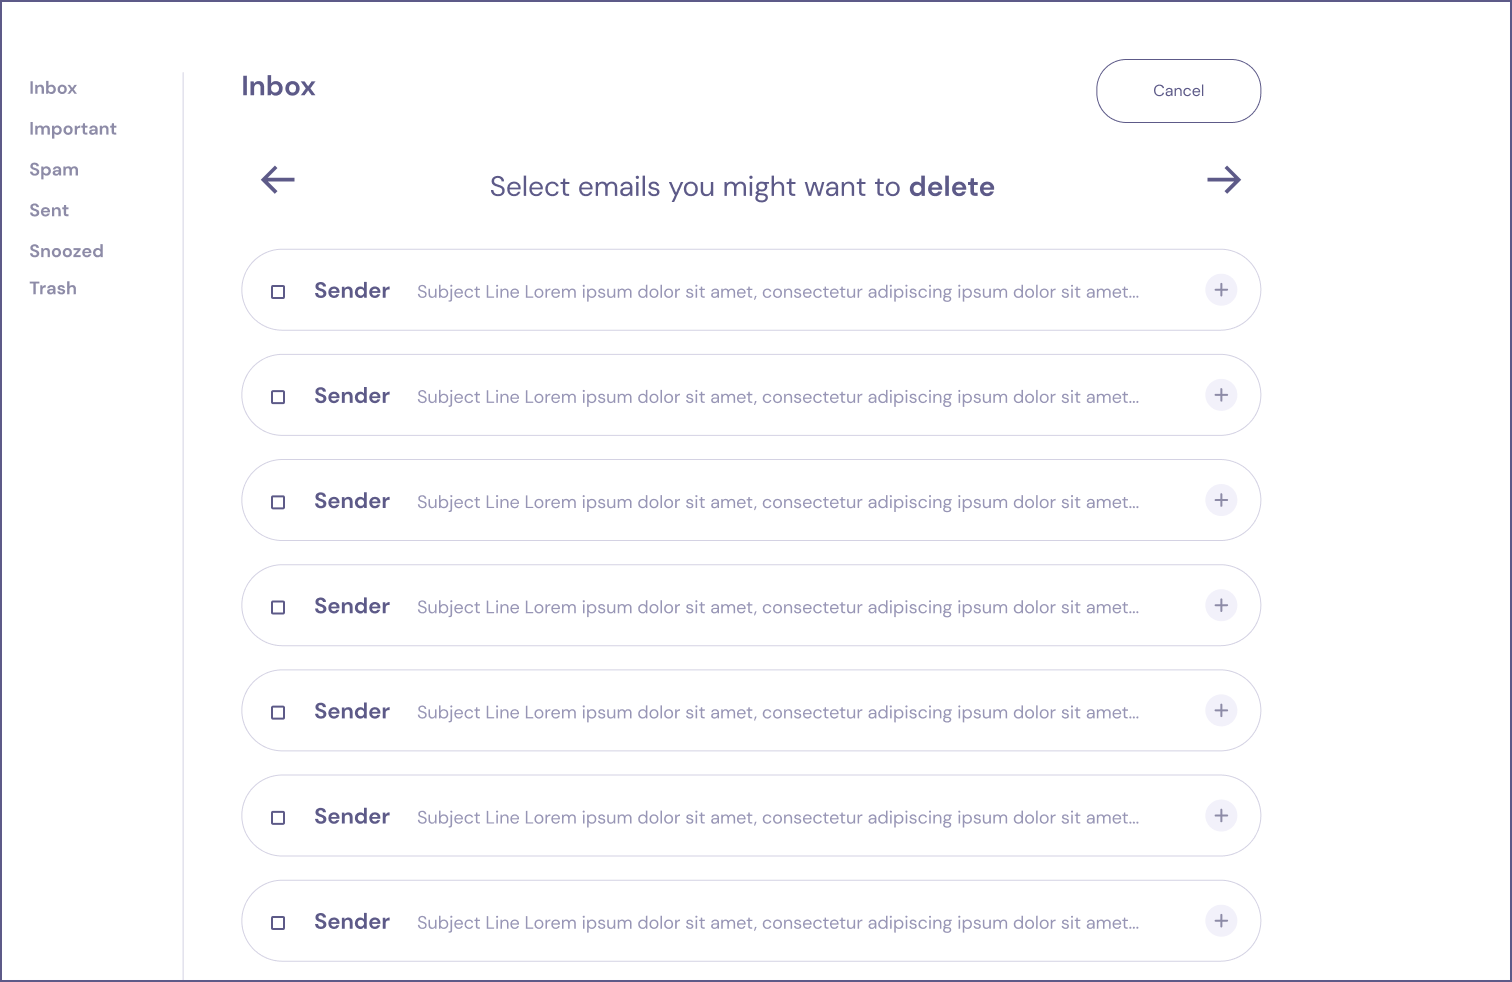 Inbox
Important
Spam
Sent
Snoozed
Trash
Inbox
Cancel
Select emails you might want to delete
Sender Subject Line Lorem ipsum dolor sit amet, consectetur adipiscing ipsum dolor sit amet...
Sender Subject Line Lorem ipsum dolor sit amet, consectetur adipiscing ipsum dolor sit amet...
Sender Subject Line Lorem ipsum dolor sit amet, consectetur adipiscing ipsum dolor sit amet...
Sender Subject Line Lorem ipsum dolor sit amet, consectetur adipiscing ipsum dolor sit amet...
Sender Subject Line Lorem ipsum dolor sit amet, consectetur adipiscing ipsum dolor sit amet...
Sender Subject Line Lorem ipsum dolor sit amet, consectetur adipiscing ipsum dolor sit amet...
Sender Subject Line Lorem ipsum dolor sit amet, consectetur adipiscing ipsum dolor sit amet...